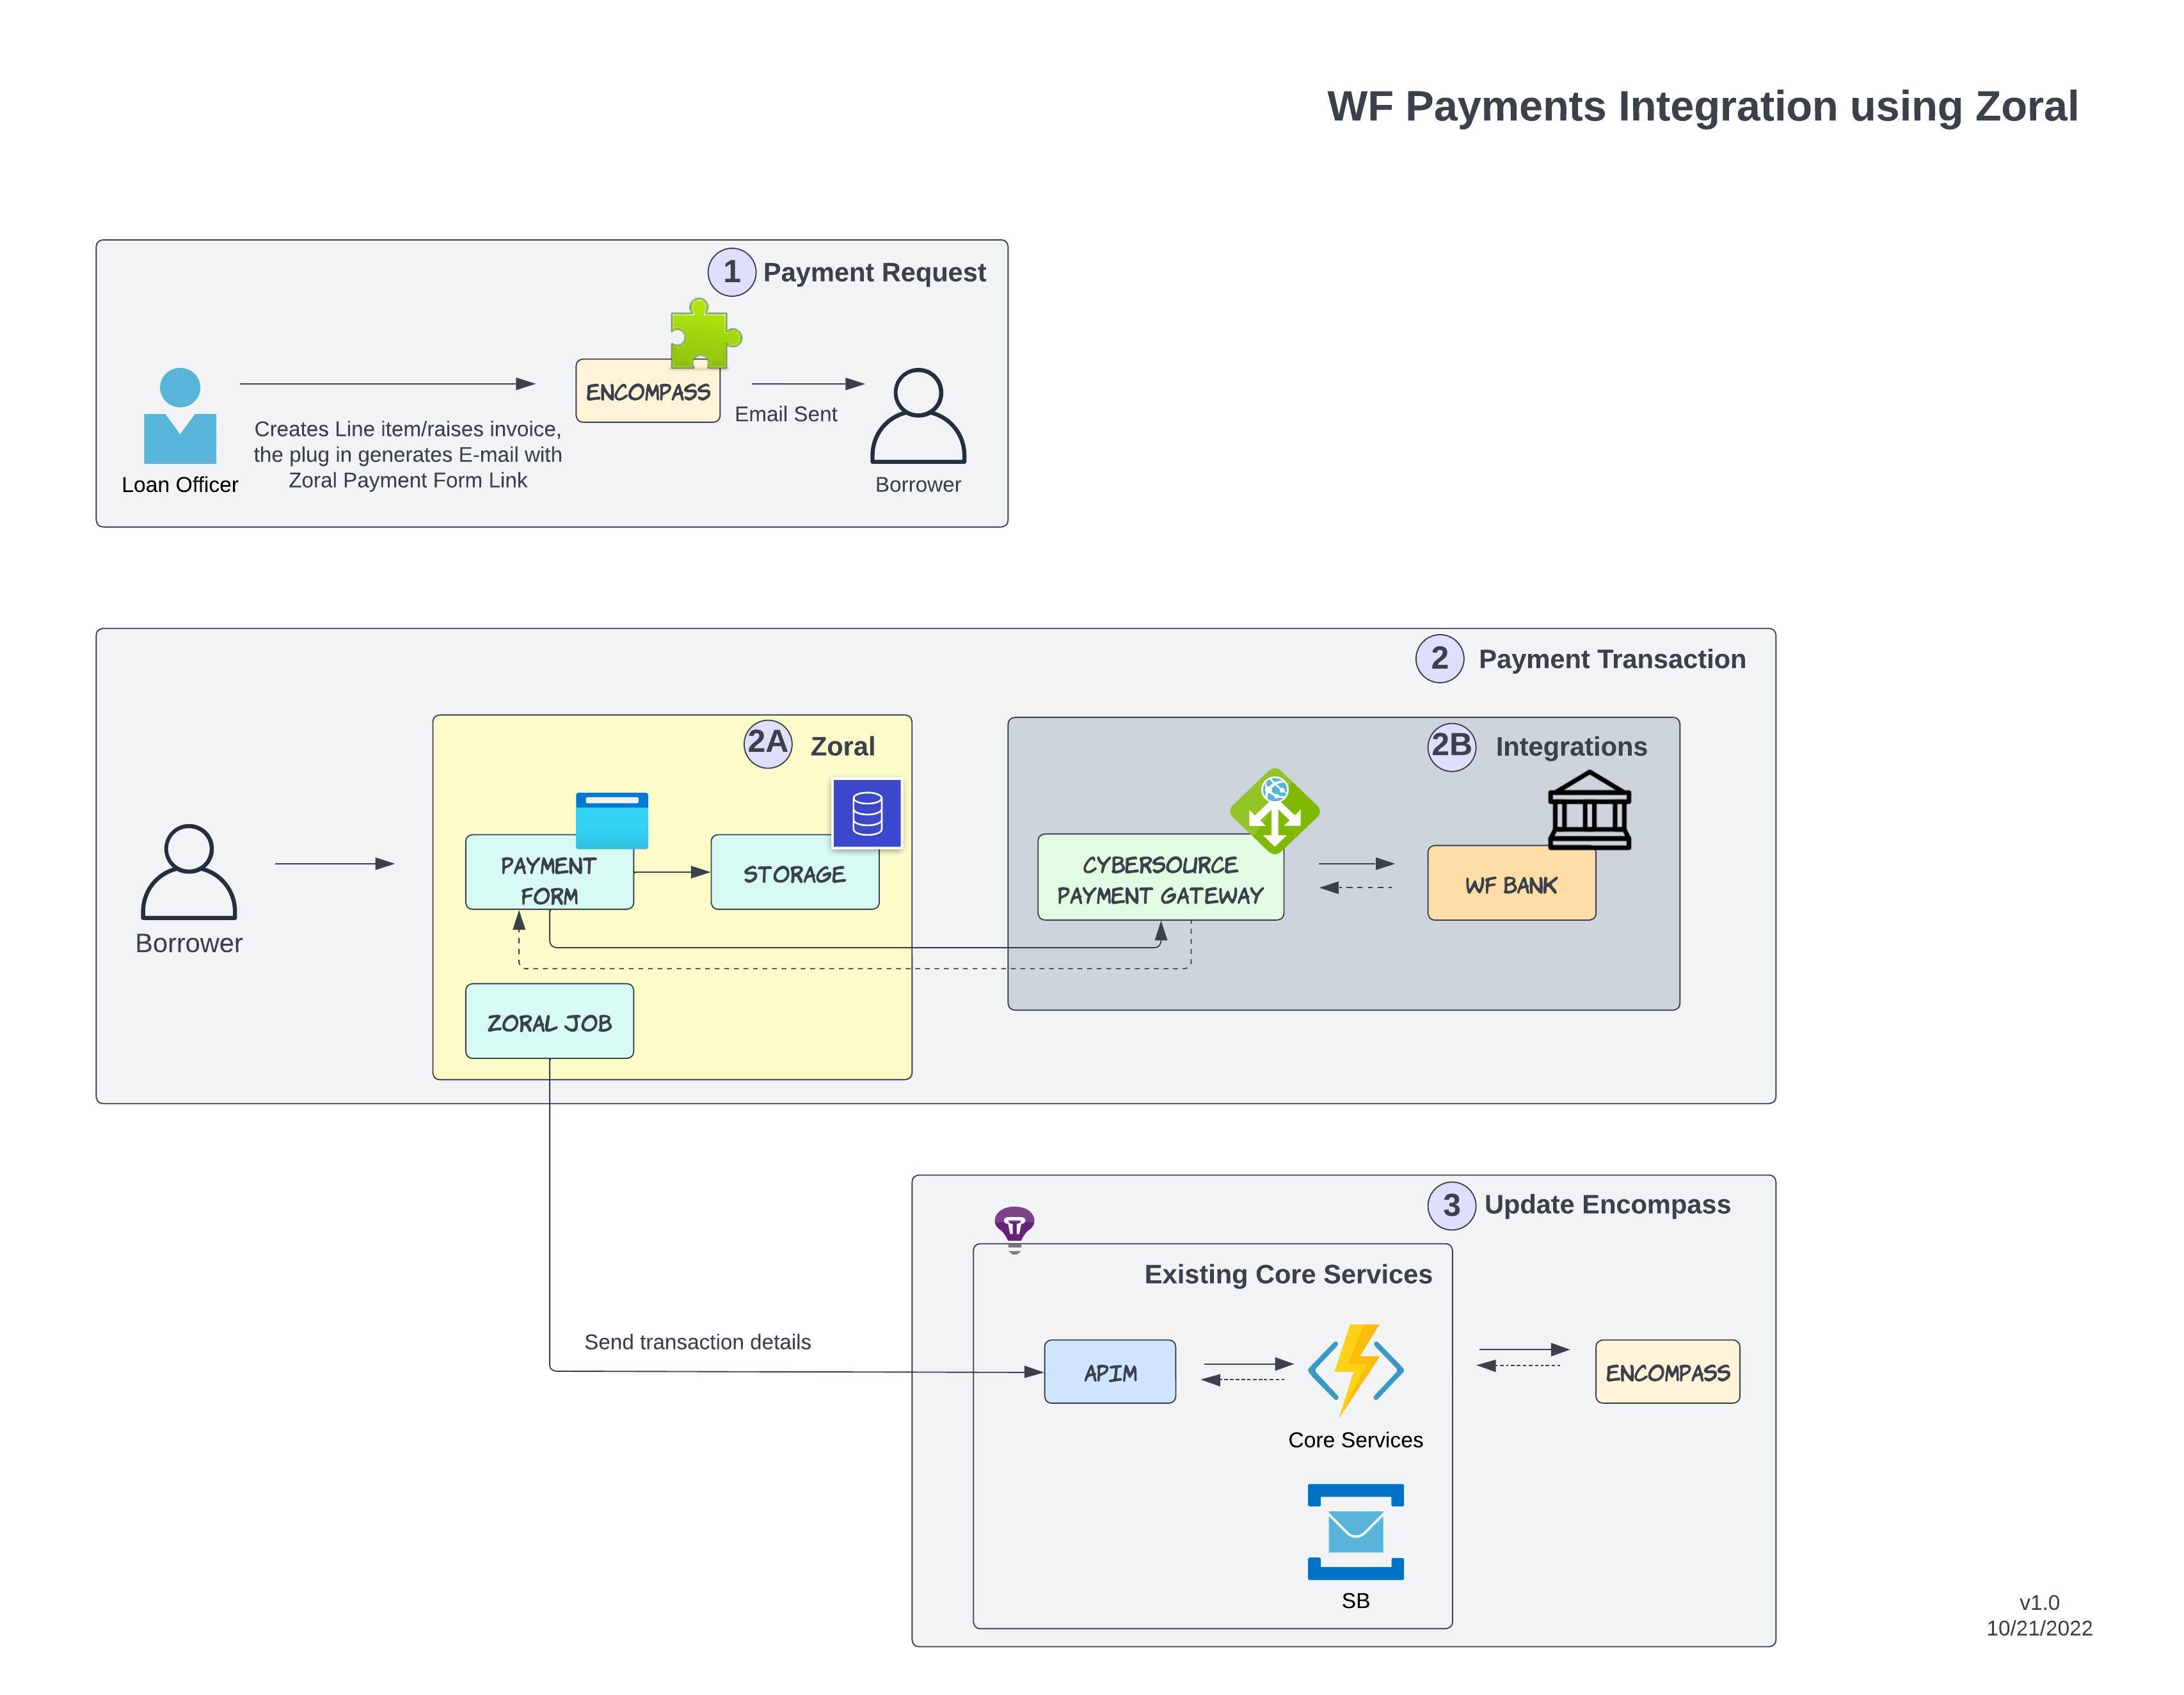 WF Payments Integration using Zoral
1
Payment Request
ENCOMPASS
Email Sent
Creates Line item/raises invoice,
the plug in generates E-mail with
Zoral Payment Form Link
Loan Officer
Borrower
2
Payment Transaction
2A
Zoral
2B
Integrations
PAYMENT
FORM
STORAGE
CYBERSOURCE
PAYMENT GATEWAY
WF BANK
Borrower
ZORAL JOB
3
Update Encompass
Existing Core Services
Send transaction details
APIM
ENCOMPASS
Core Services
SB
v1.0
10/21/2022